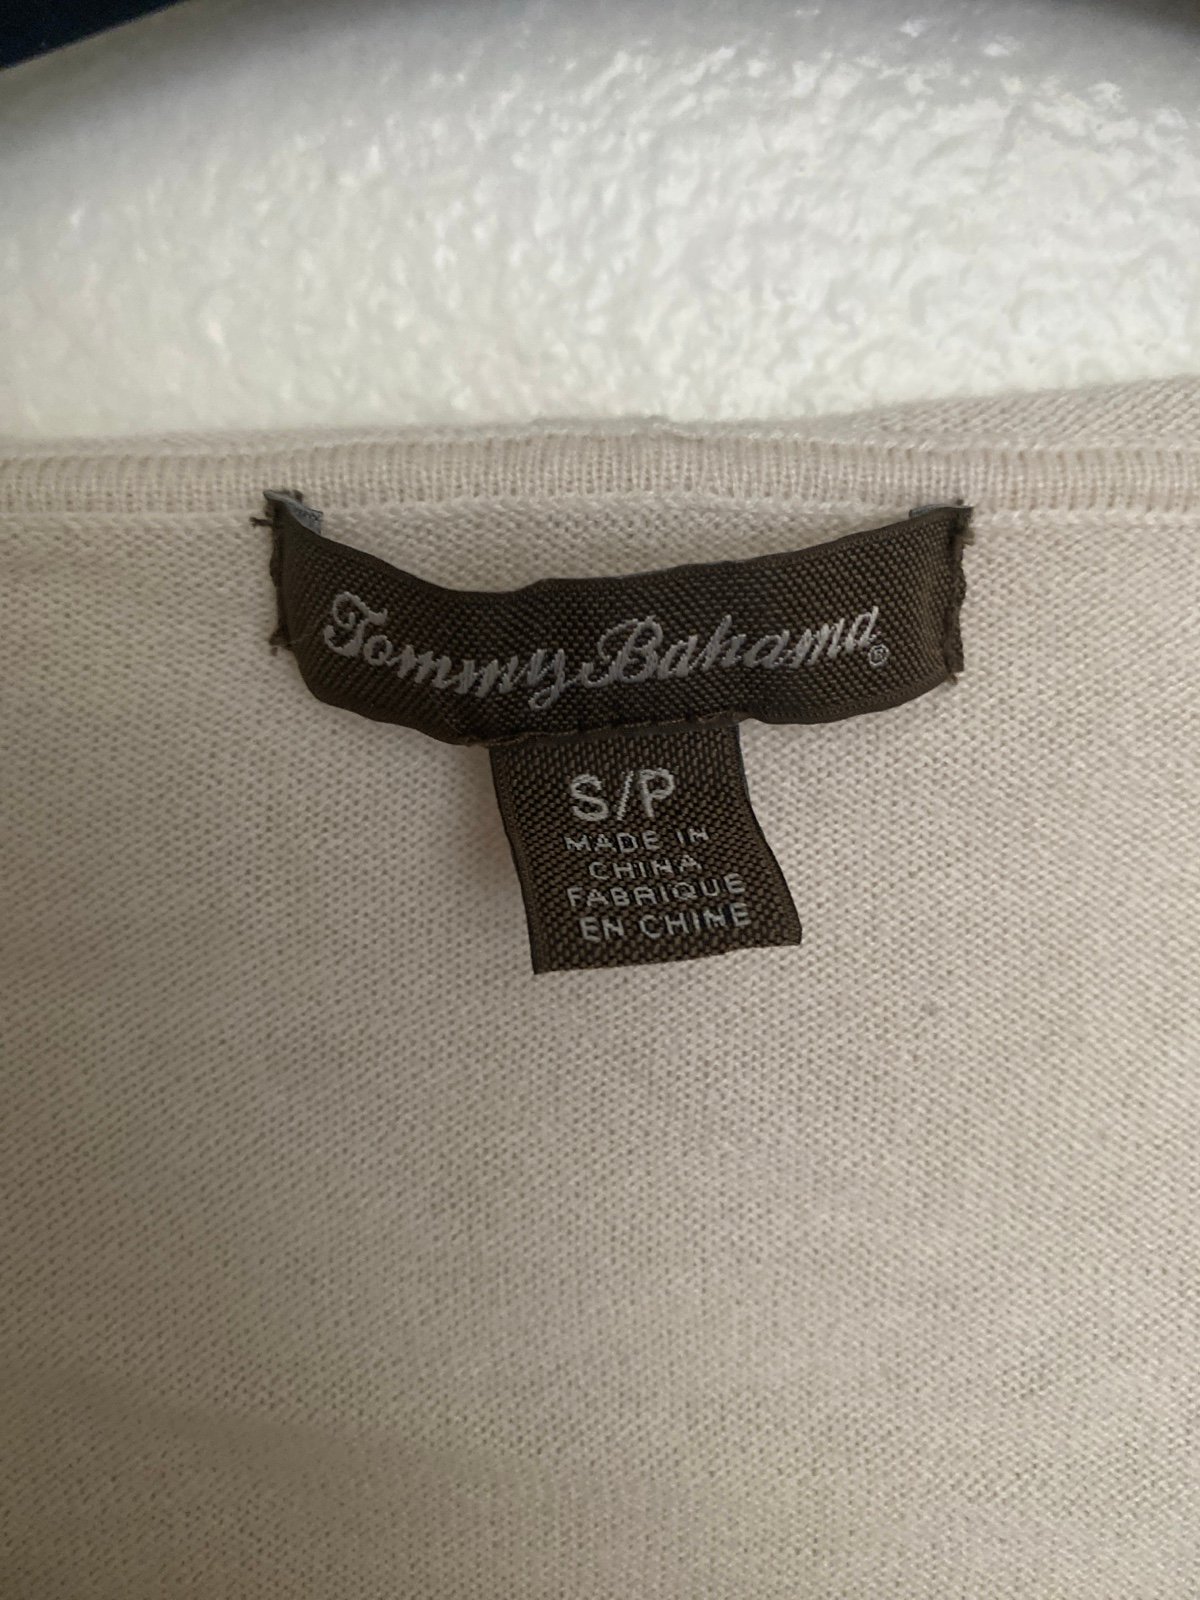 Tommy Bahama®
S/P
MADE IN
CHINA
FABRIQUE
EN CHINE